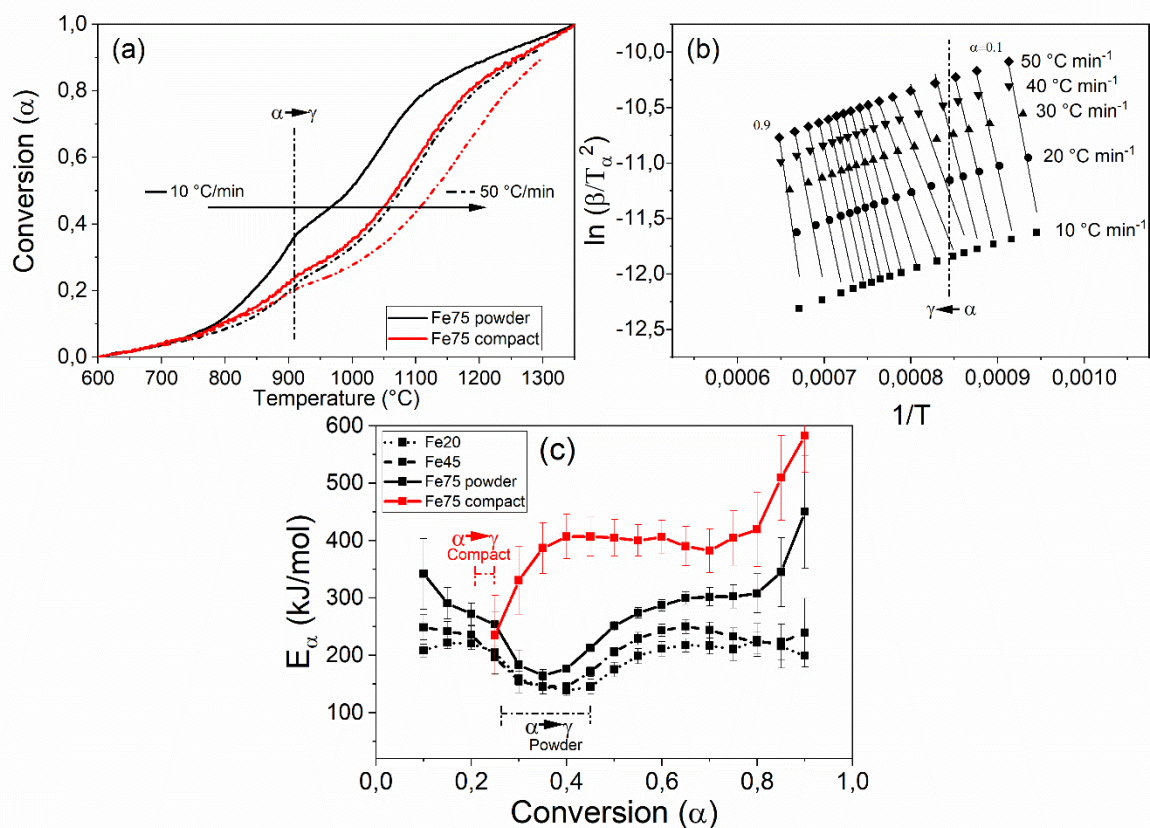 (a)
Conversion (α)
1,0
0,8
0,6
0,4
0,2
0,0
α→γ
10 °C/min
50 °C/min
Fe75 powder
Fe75 compact
600 700 800 900 1000 1100 1200 1300
Temperature (°C)
(b)
ln (β/Tα²)
-10,0
-10,5
-11,0
-11,5
-12,0
-12,5
α=0.1
0.9
50 °C min⁻¹
40 °C min⁻¹
30 °C min⁻¹
20 °C min⁻¹
10 °C min⁻¹
γ←α
0,0006 0,0007 0,0008 0,0009 0,0010
1/T
(c)
Eα (kJ/mol)
600
500
400
300
200
100
Fe20
Fe45
Fe75 powder
Fe75 compact
α→γ
Compact
α→γ
Powder
0,0 0,2 0,4 0,6 0,8 1,0
Conversion (α)